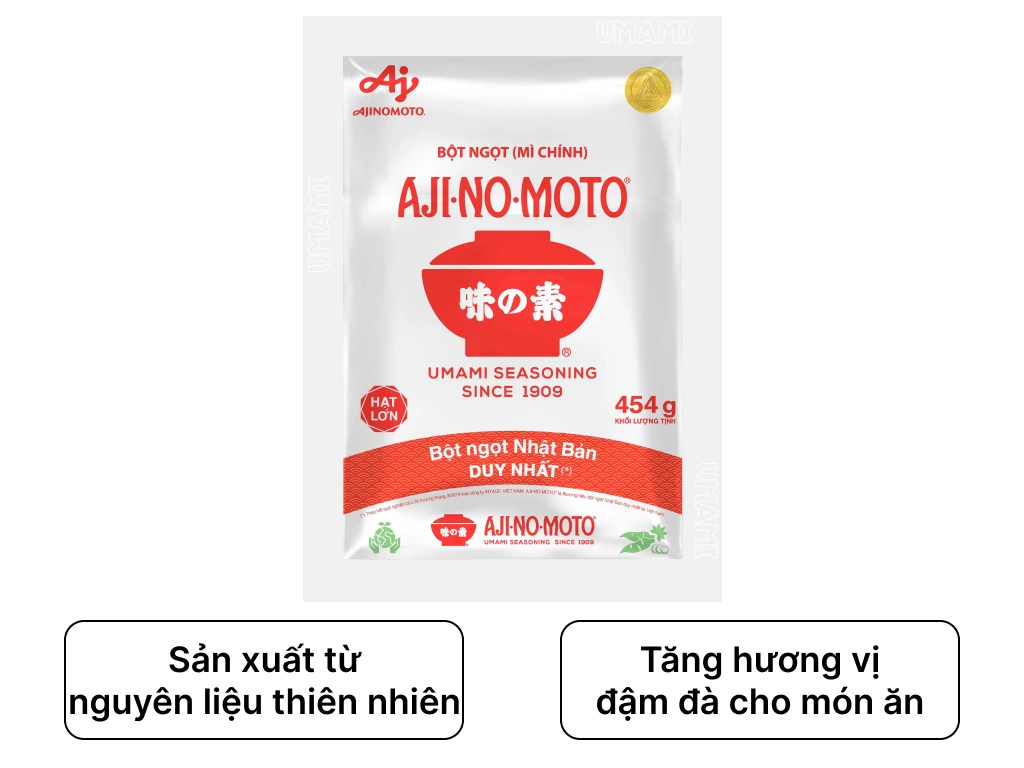 UMAMI
Aj
AJINOMOTO.
BỘT NGỌT (MÌ CHÍNH)
AJI·NO·MOTO®
UMAMI
味の素
®
UMAMI SEASONING
SINCE 1909
HẠT
LỚN
454 g
KHỐI LƯỢNG TỊNH
Bột ngọt Nhật Bản
DUY NHẤT (*)
UMAMI
味の素
AJI·NO·MOTO®
UMAMI SEASONING SINCE 1909
Sản xuất từ
nguyên liệu thiên nhiên
Tăng hương vị
đậm đà cho món ăn